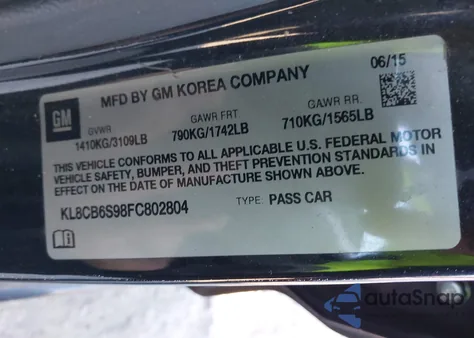 GM
MFD BY GM KOREA COMPANY
06/15
GVWR
GAWR FRT
GAWR RR.
1410KG/3109LB
790KG/1742LB
710KG/1565LB
THIS VEHICLE CONFORMS TO ALL APPLICABLE U.S. FEDERAL MOTOR
VEHICLE SAFETY, BUMPER, AND THEFT PREVENTION STANDARDS IN
EFFECT ON THE DATE OF MANUFACTURE SHOWN ABOVE.
KL8CB6S98FC802804
TYPE: PASS CAR
autoSnap